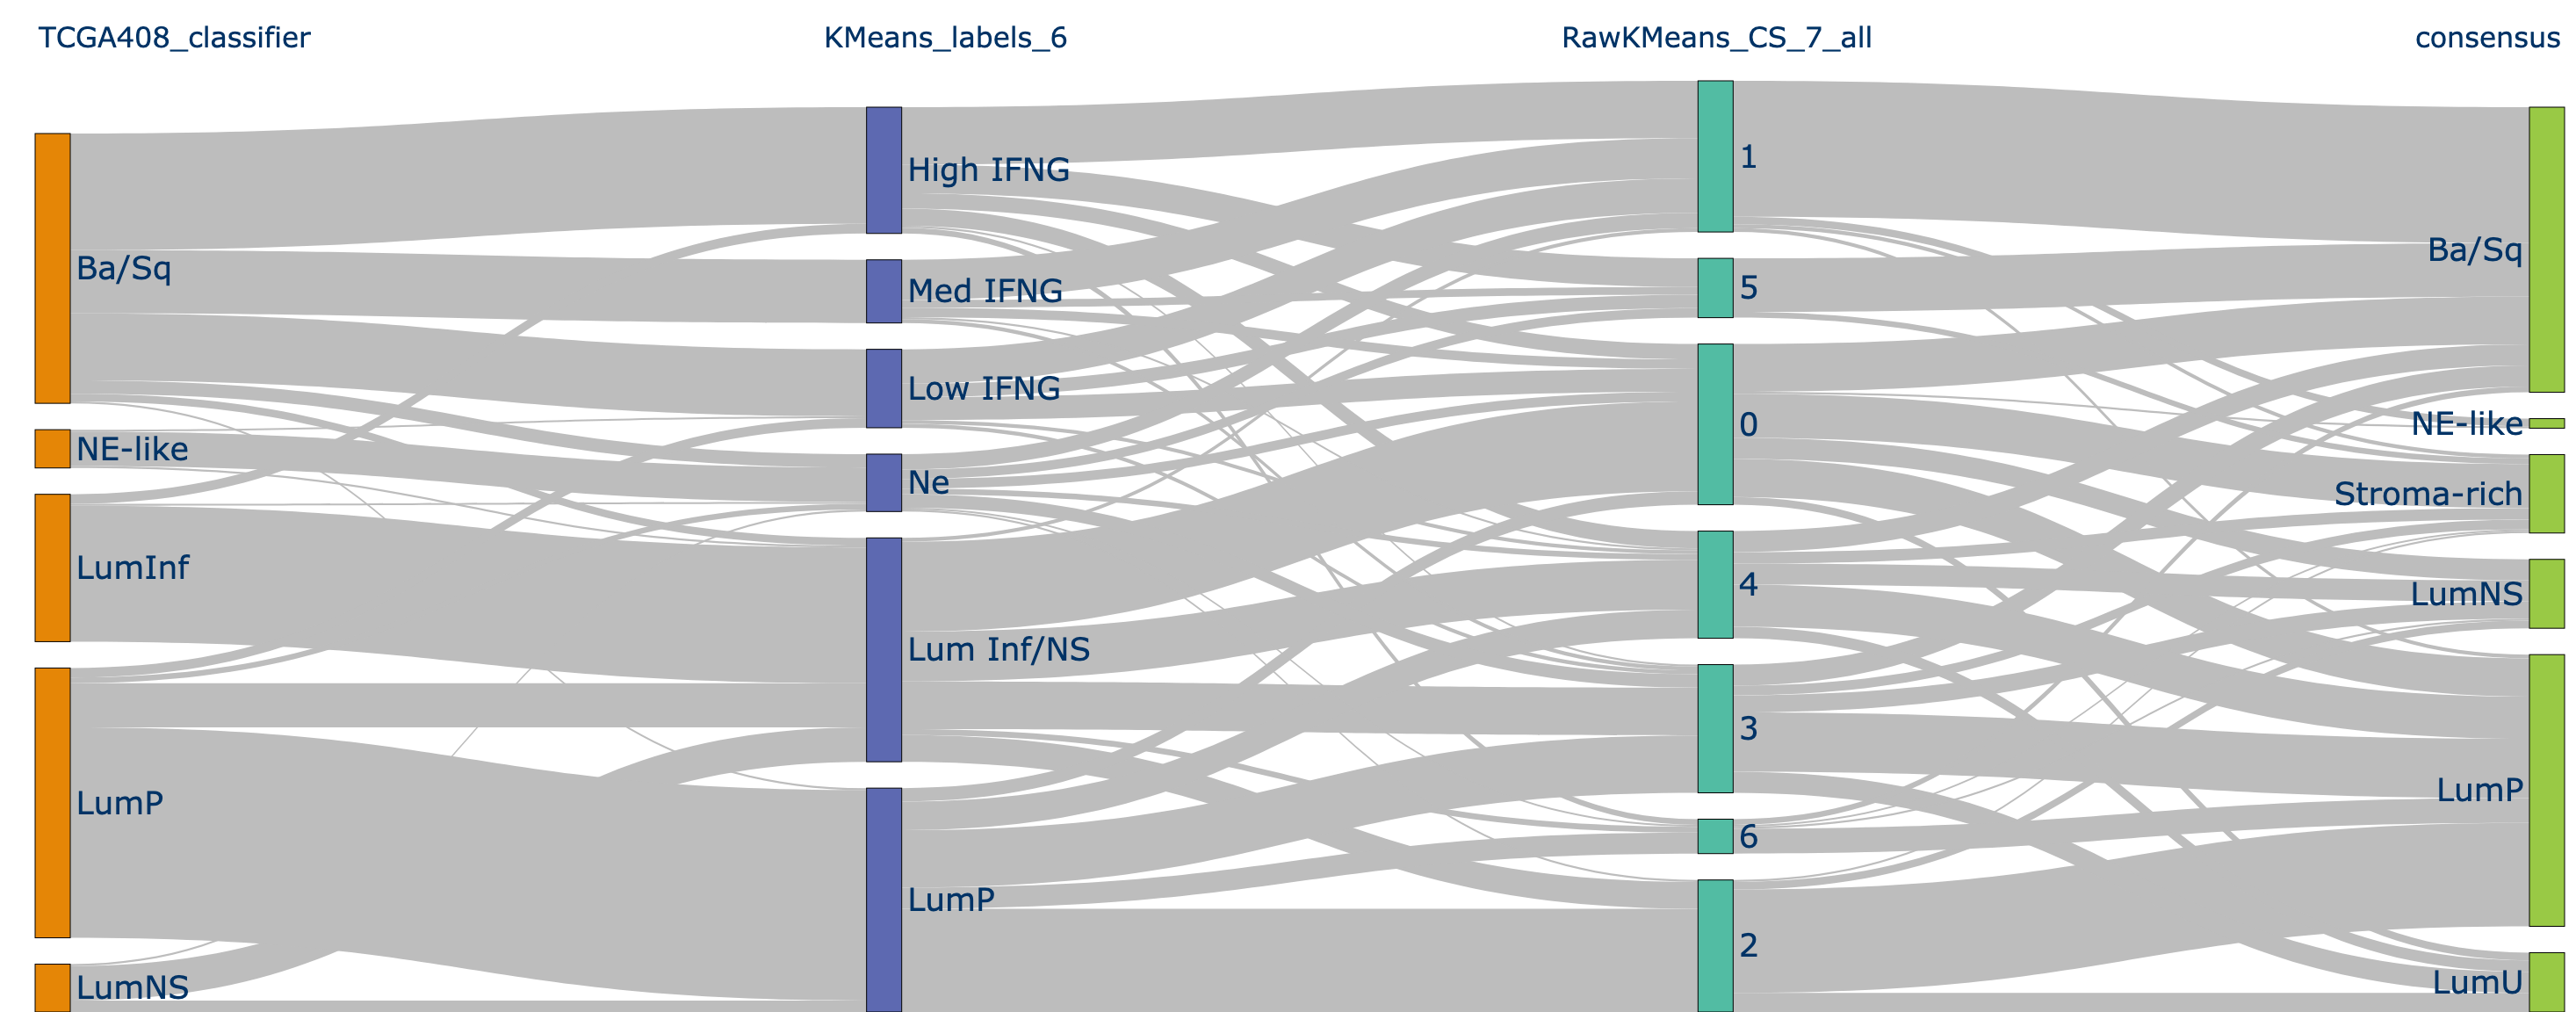 TCGA408_classifier
KMeans_labels_6
RawKMeans_CS_7_all
consensus
Ba/Sq
NE-like
LumInf
LumP
LumNS
High IFNG
Med IFNG
Low IFNG
Ne
Lum Inf/NS
LumP
1
5
0
4
3
6
2
Ba/Sq
NE-like
Stroma-rich
LumNS
LumP
LumU